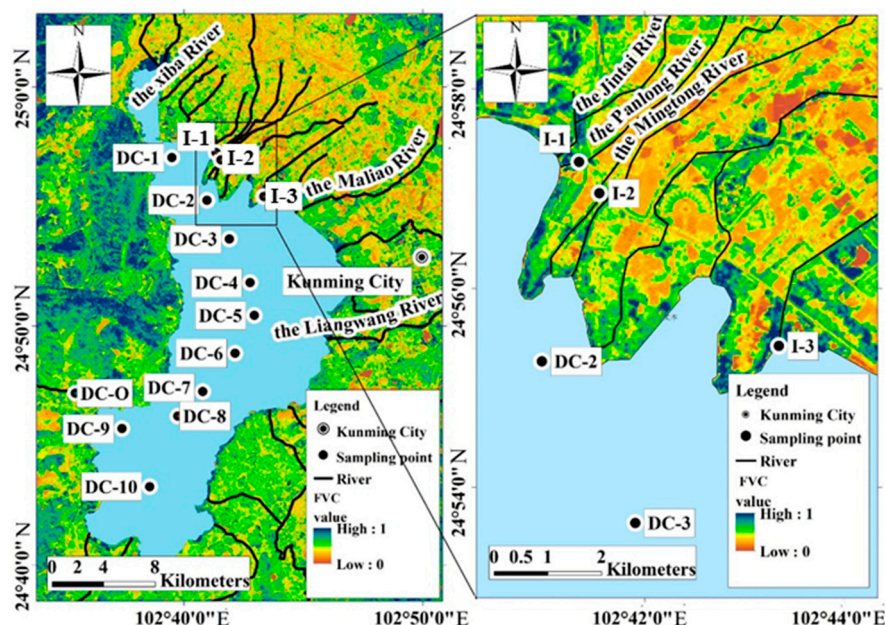 N
the xiba River
I-1
DC-1
I-2
the Maliao River
DC-2
I-3
DC-3
DC-4
Kunming City
DC-5
the Liangwang River
DC-6
DC-7
DC-O
DC-8
DC-9
DC-10
Legend
Kunming City
Sampling point
River
FVC
value
High : 1
Low : 0
0 2 4 8
Kilometers
25°0'0" N
24°50'0" N
24°40'0" N
102°40'0"E
102°50'0"E
N
the Jintai River
the Panlong River
the Mingtong River
I-1
I-2
DC-2
I-3
DC-3
Legend
Kunming City
Sampling point
River
FVC
value
High : 1
Low : 0
0 0.5 1 2
Kilometers
24°58'0" N
24°56'0" N
24°54'0" N
102°42'0"E
102°44'0"E